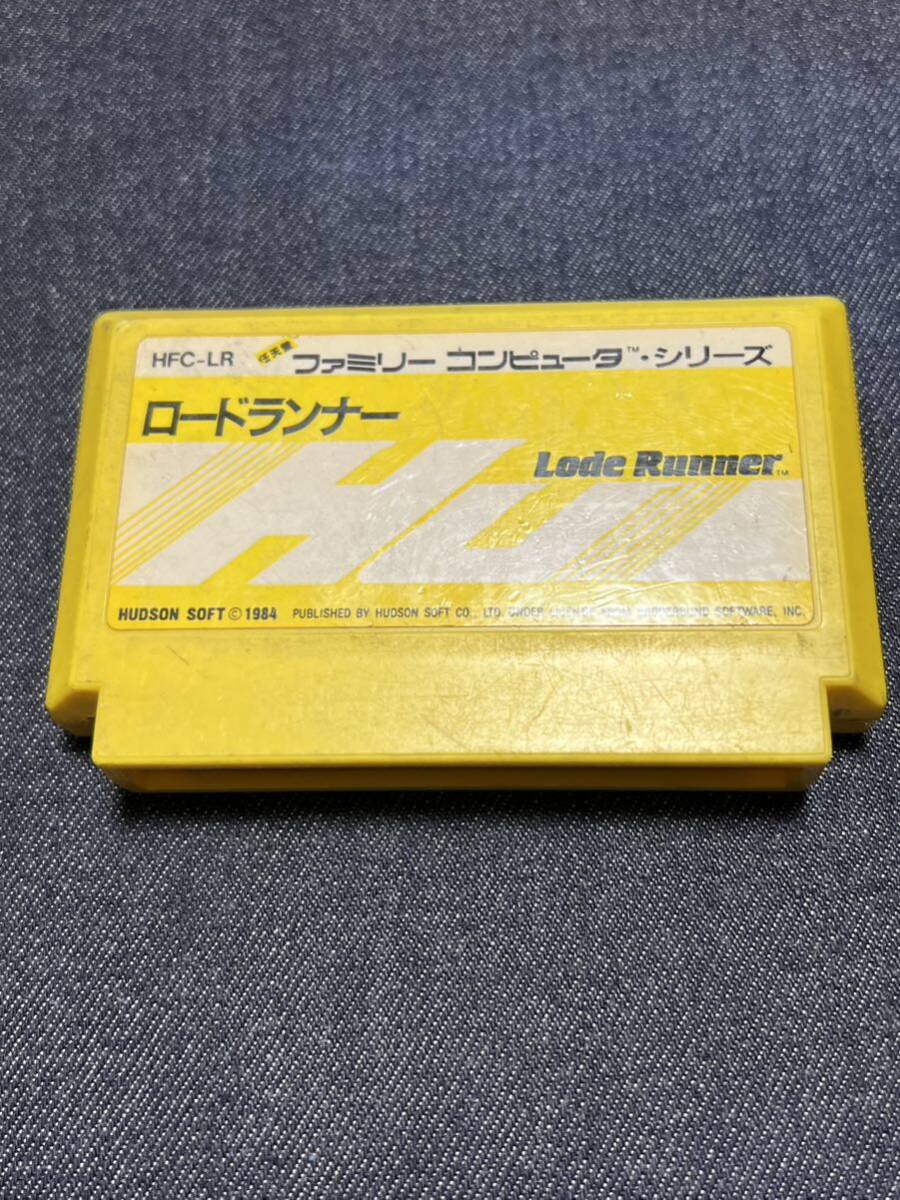 HFC-LR 任天堂 ファミリー コンピュータ™・シリーズ
ロードランナー
Lode Runner™
HUDSON SOFT © 1984 PUBLISHED BY HUDSON SOFT CO., LTD. UNDER LICENSE FROM BRODERBUND SOFTWARE, INC.